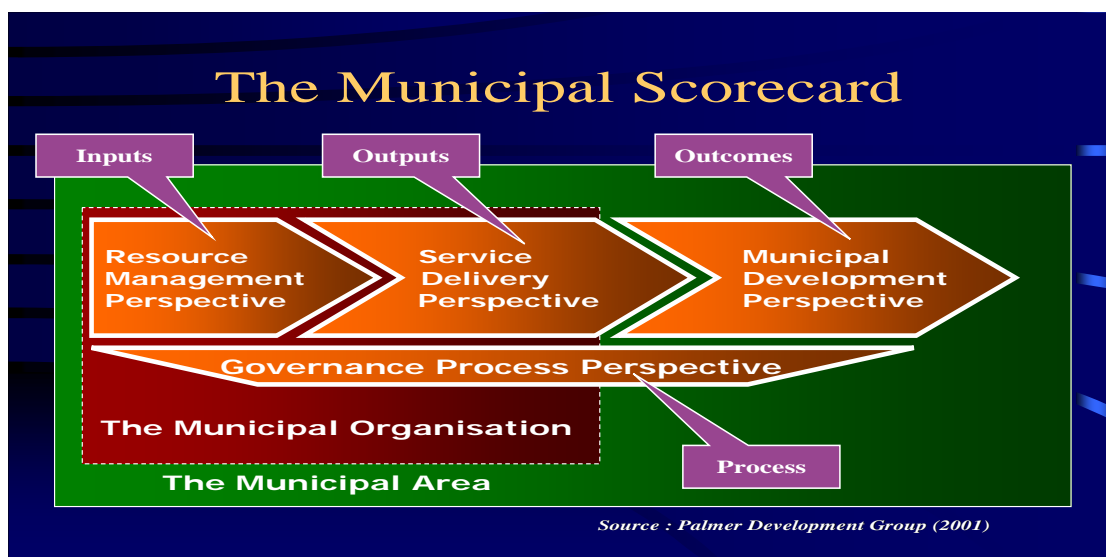 The Municipal Scorecard
Inputs
Outputs
Outcomes
Resource
Management
Perspective
Service
Delivery
Perspective
Municipal
Development
Perspective
Governance Process Perspective
The Municipal Organisation
Process
The Municipal Area
Source : Palmer Development Group (2001)